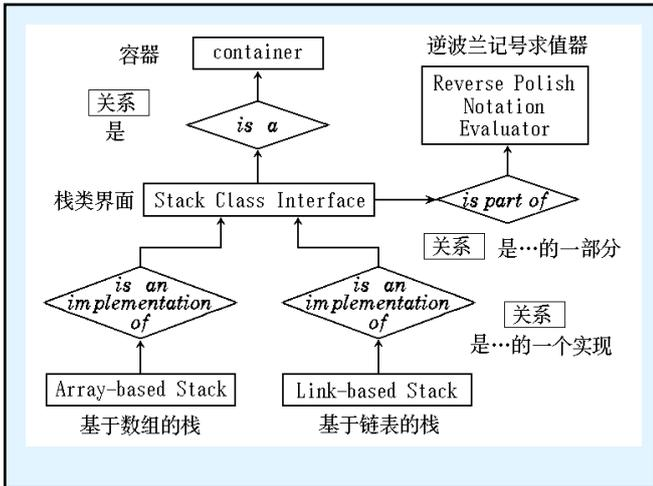 容器
container
逆波兰记号求值器
Reverse Polish
Notation
Evaluator
关系
是
is a
栈类界面
Stack Class Interface
is part of
关系
是…的一部分
is an
implementation
of
is an
implementation
of
关系
是…的一个实现
Array-based Stack
Link-based Stack
基于数组的栈
基于链表的栈